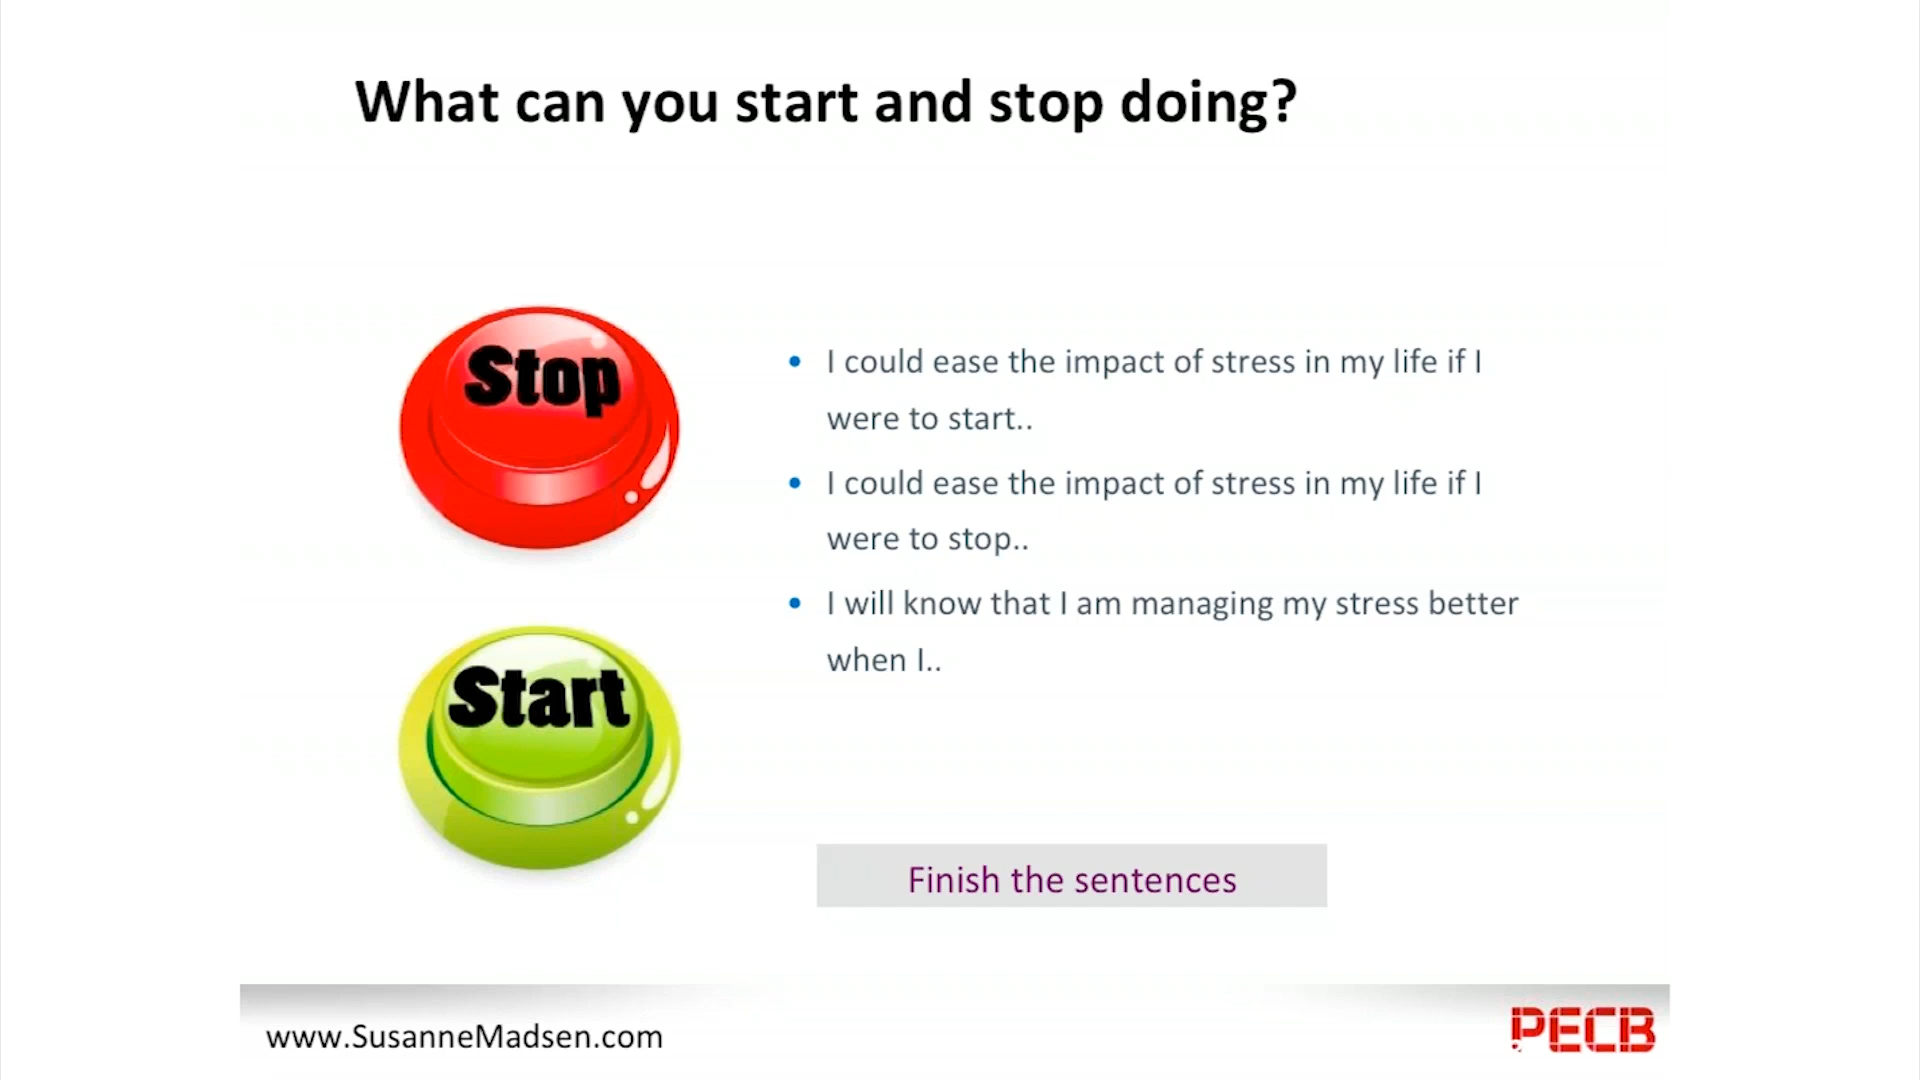 What can you start and stop doing?
Stop
Start
• I could ease the impact of stress in my life if I
were to start..
• I could ease the impact of stress in my life if I
were to stop..
• I will know that I am managing my stress better
when I..
Finish the sentences
www.SusanneMadsen.com
PECB